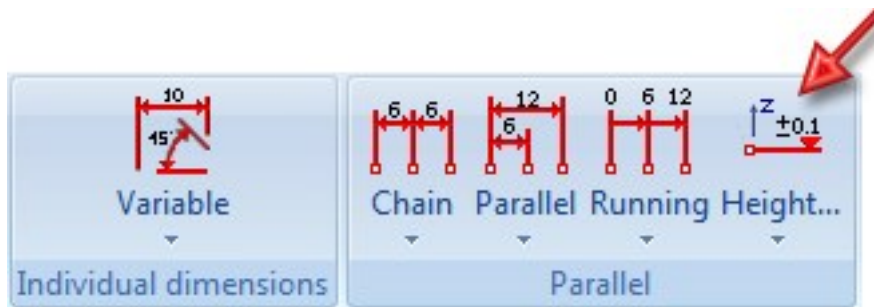 10
45°
Variable
Individual dimensions
6 6
12
6
0 6 12
z
±0.1
Chain Parallel Running Height...
Parallel